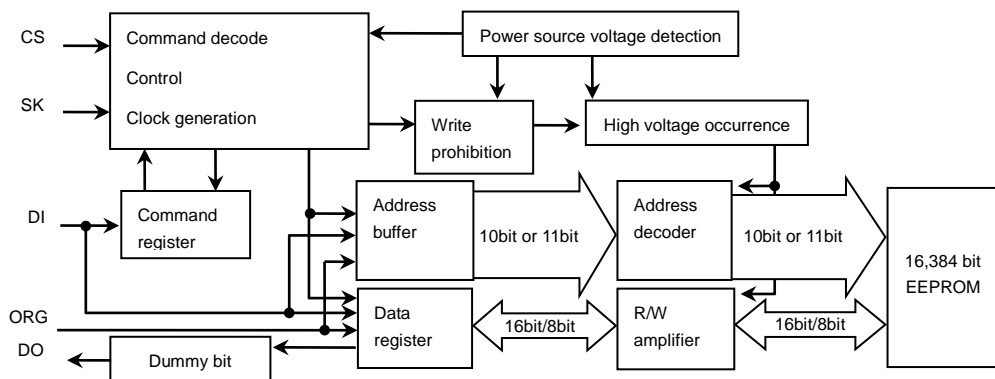 CS
Command decode
Control
Clock generation
Power source voltage detection
SK
Write
prohibition
High voltage occurrence
DI
Command
register
Address
buffer
10bit or 11bit
Address
decoder
10bit or 11bit
16,384 bit
EEPROM
ORG
Data
register
16bit/8bit
R/W
amplifier
16bit/8bit
DO
Dummy bit